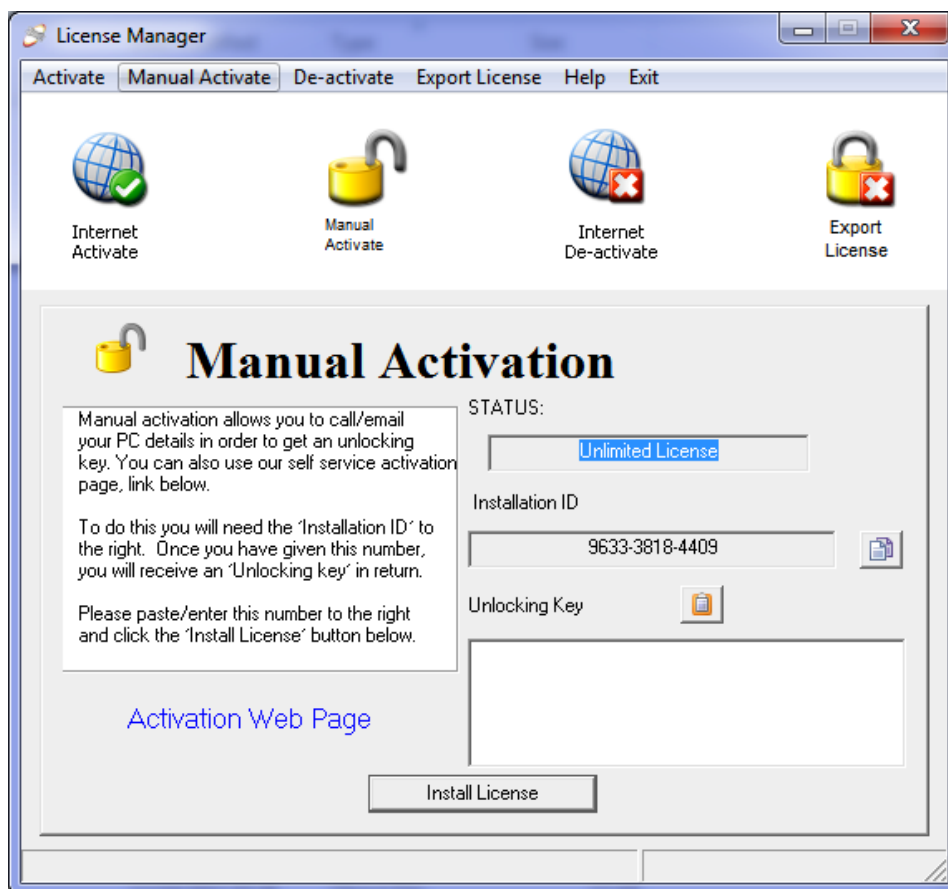 License Manager
Activate Manual Activate De-activate Export License Help Exit
Internet
Activate
Manual
Activate
Internet
De-activate
Export
License
Manual Activation
Manual activation allows you to call/email
your PC details in order to get an unlocking
key. You can also use our self service activation
page, link below.
To do this you will need the ´Installation ID´ to
the right.  Once you have given this number,
you will receive an ´Unlocking key´ in return.
Please paste/enter this number to the right
and click the ´Install License´ button below.
Activation Web Page
STATUS:
Unlimited License
Installation ID
9633-3818-4409
Unlocking Key
Install License